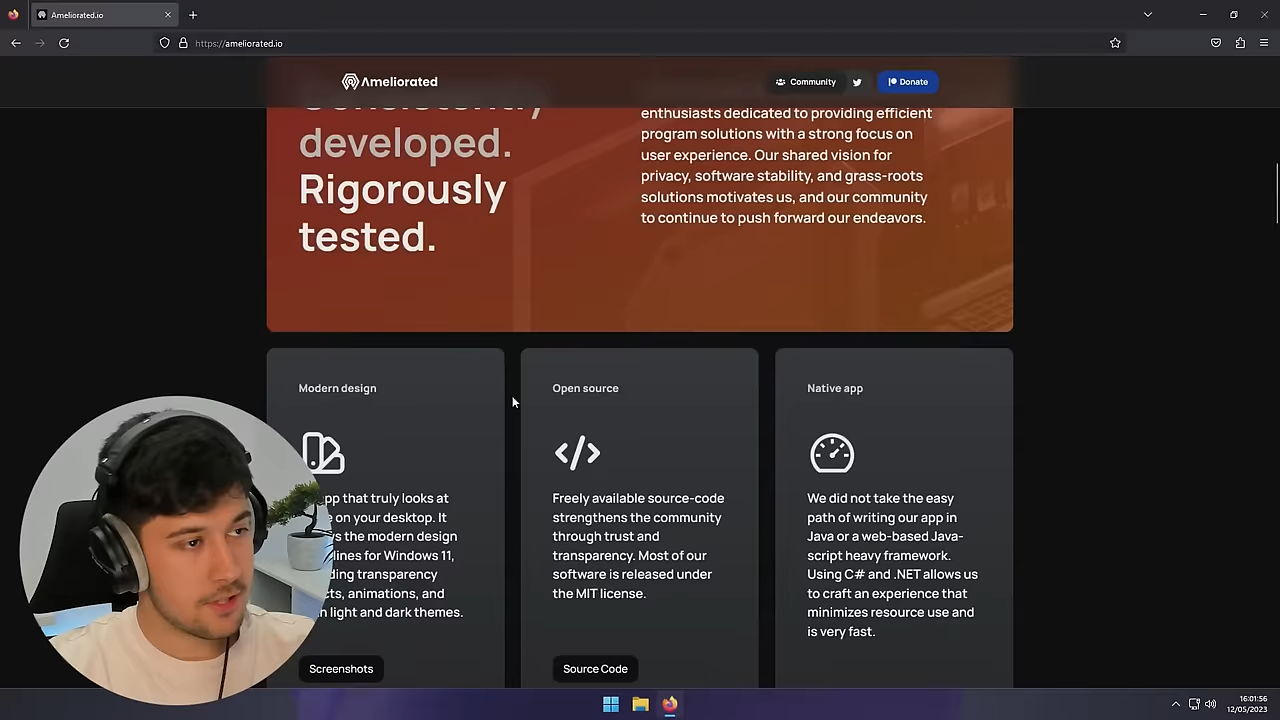 Ameliorated.io
https://ameliorated.io
Ameliorated
Community
Donate
Consistently
developed.
Rigorously
tested.
enthusiasts dedicated to providing efficient
program solutions with a strong focus on
user experience. Our shared vision for
privacy, software stability, and grass-roots
solutions motivates us, and our community
to continue to push forward our endeavors.
Modern design
pp that truly looks at
e on your desktop. It
s the modern design
lines for Windows 11,
ding transparency
cts, animations, and
light and dark themes.
Screenshots
Open source
Freely available source-code
strengthens the community
through trust and
transparency. Most of our
software is released under
the MIT license.
Source Code
Native app
We did not take the easy
path of writing our app in
Java or a web-based Java-
script heavy framework.
Using C# and .NET allows us
to craft an experience that
minimizes resource use and
is very fast.
16:01:56
12/05/2023